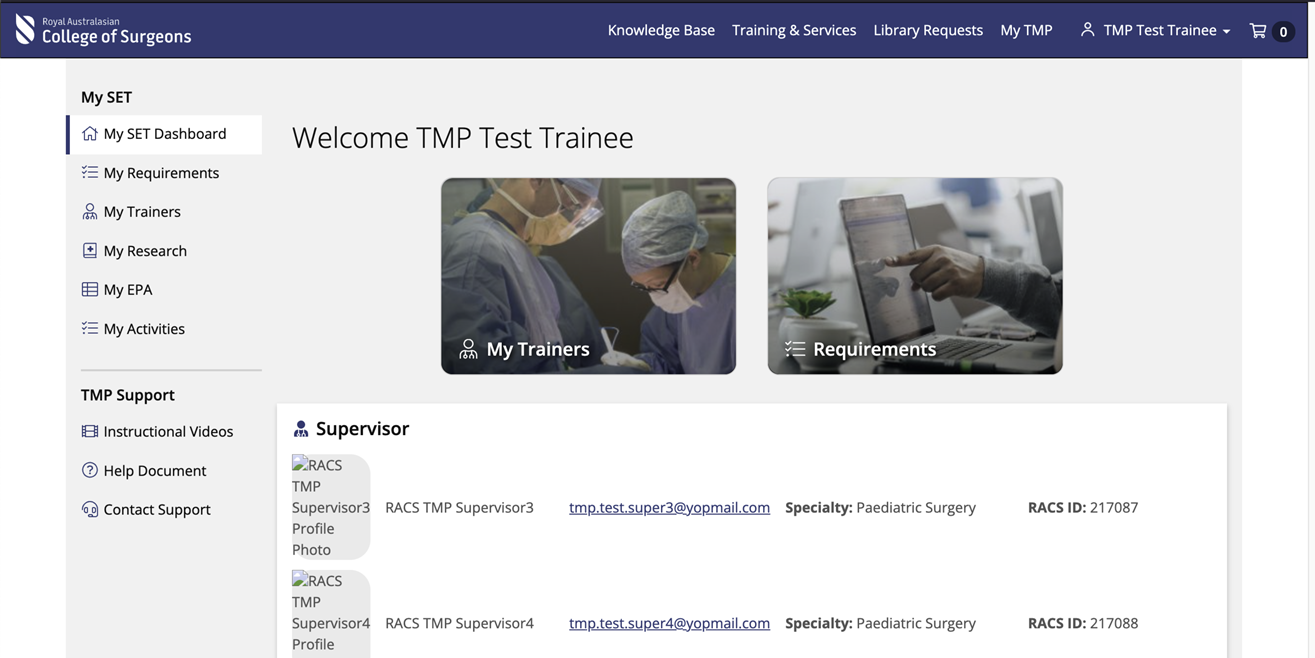 Royal Australasian
College of Surgeons
Knowledge Base Training & Services Library Requests My TMP TMP Test Trainee 0
My SET
My SET Dashboard
My Requirements
My Trainers
My Research
My EPA
My Activities
TMP Support
Instructional Videos
Help Document
Contact Support
Welcome TMP Test Trainee
My Trainers
Requirements
Supervisor
RACS
TMP
Supervisor3
Profile
Photo
RACS TMP Supervisor3 tmp.test.super3@yopmail.com Specialty: Paediatric Surgery RACS ID: 217087
RACS
TMP
Supervisor4
Profile
RACS TMP Supervisor4 tmp.test.super4@yopmail.com Specialty: Paediatric Surgery RACS ID: 217088